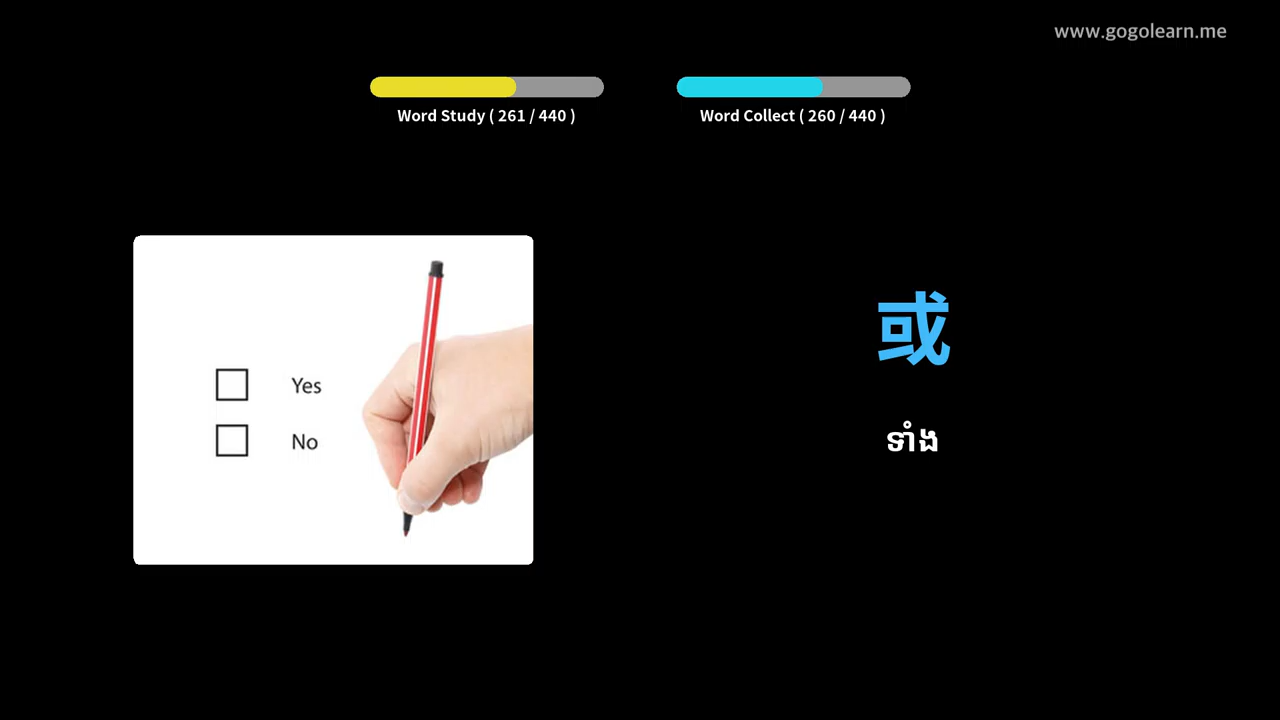 www.gogolearn.me
Word Study ( 261 / 440 )
Word Collect ( 260 / 440 )
Yes
No
或
ទាំង